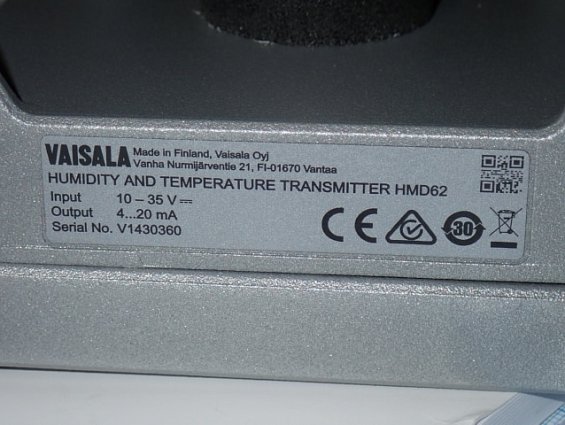 VAISALA Made in Finland, Vaisala Oyj
Vanha Nurmijärventie 21, FI-01670 Vantaa
HUMIDITY AND TEMPERATURE TRANSMITTER HMD62
Input 10 – 35 V ⎓
Output 4...20 mA
Serial No. V1430360
CE 30